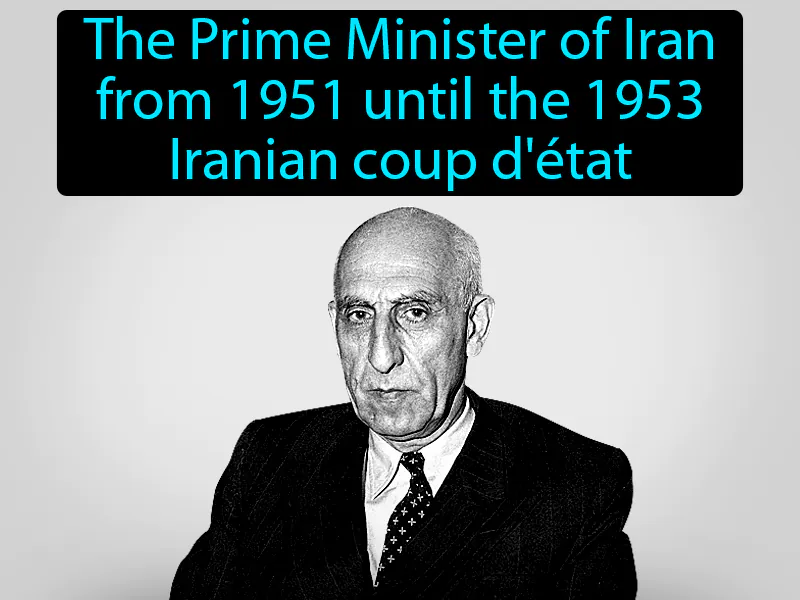 The Prime Minister of Iran
from 1951 until the 1953
Iranian coup d'état